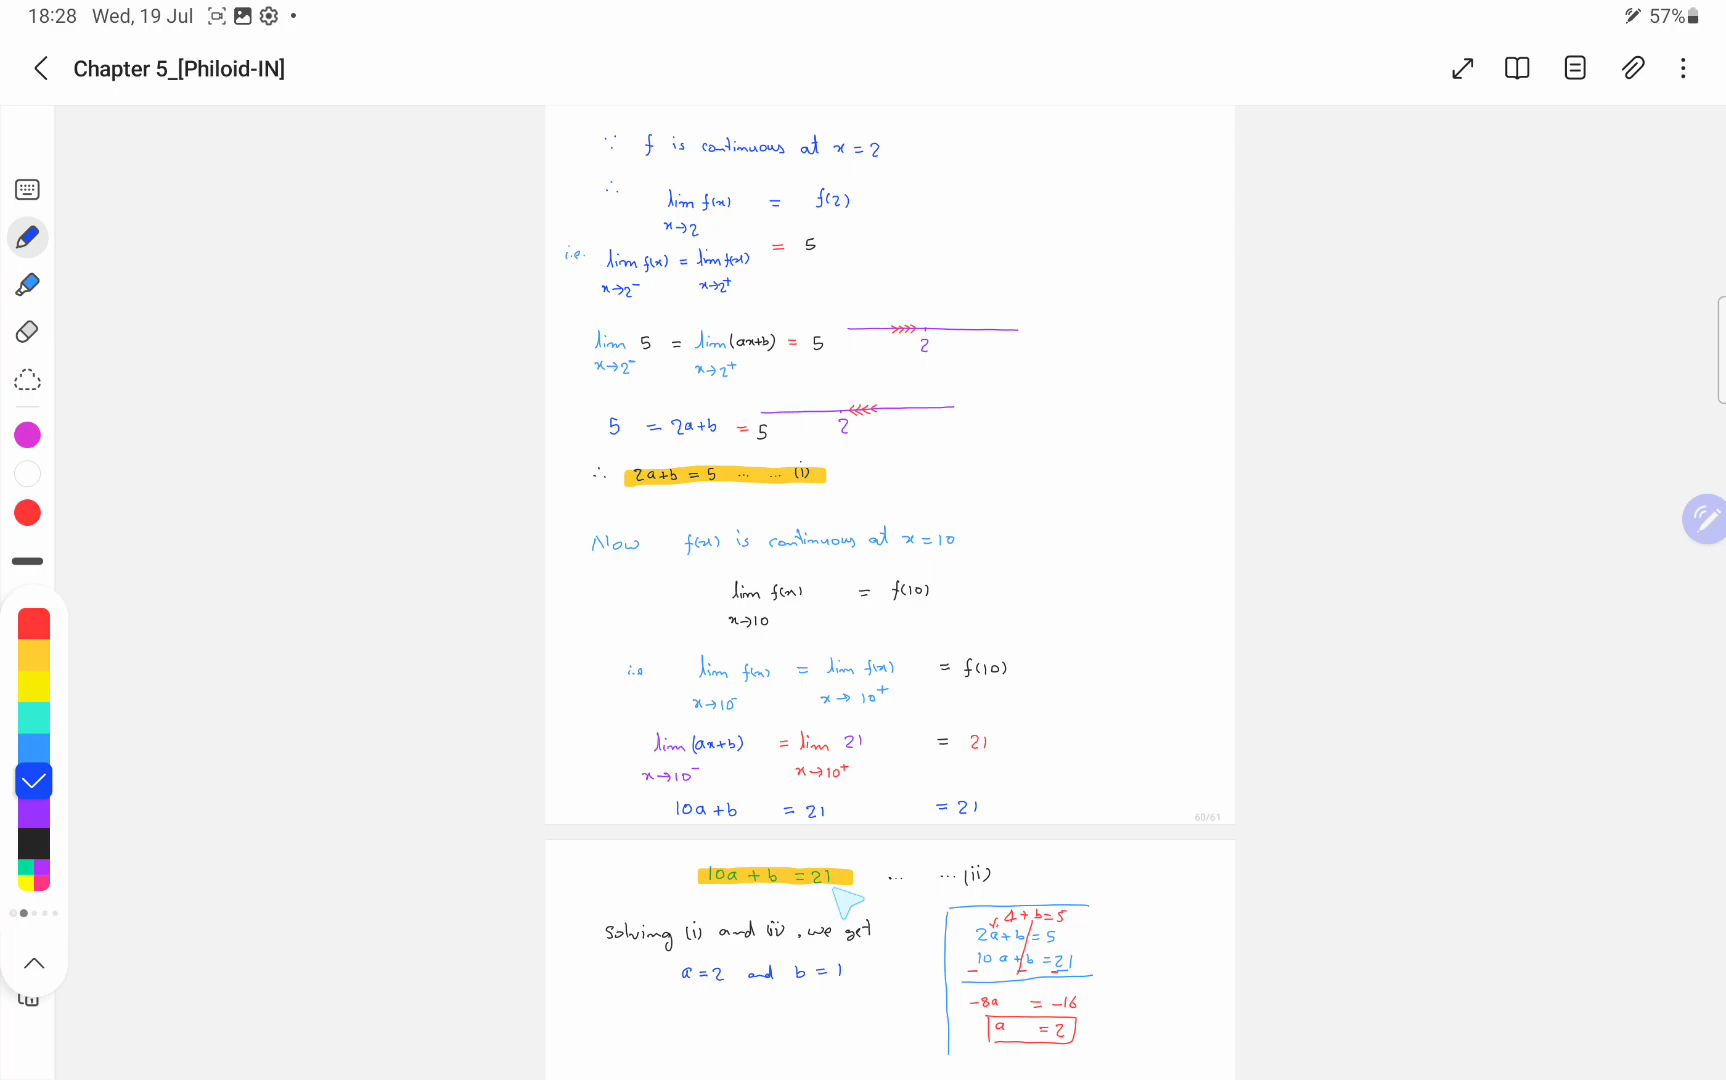 18:28 Wed, 19 Jul 57%
Chapter 5_[Philoid-IN]
∵ f is continuous at x = 2
∴ lim f(x) = f(2)
x→2
= 5
i.e. lim f(x) = lim f(x)
x→2⁻ x→2⁺
lim 5 = lim (ax+b) = 5
x→2⁻ x→2⁺
2
5 = 2a+b = 5
2
∴ 2a+b = 5 ... ... (i)
Now f(x) is continuous at x = 10
lim f(x) = f(10)
x→10
i.e lim f(x) = lim f(x) = f(10)
x→10⁻ x→10⁺
lim (ax+b) = lim 21 = 21
x→10⁻ x→10⁺
10a+b = 21 = 21
60/61
10a + b = 21 ... ...(ii)
Solving (i) and (ii), we get
a = 2 and b = 1
4+b=5
2a+b=5
10a+b=21
-8a = -16
a = 2